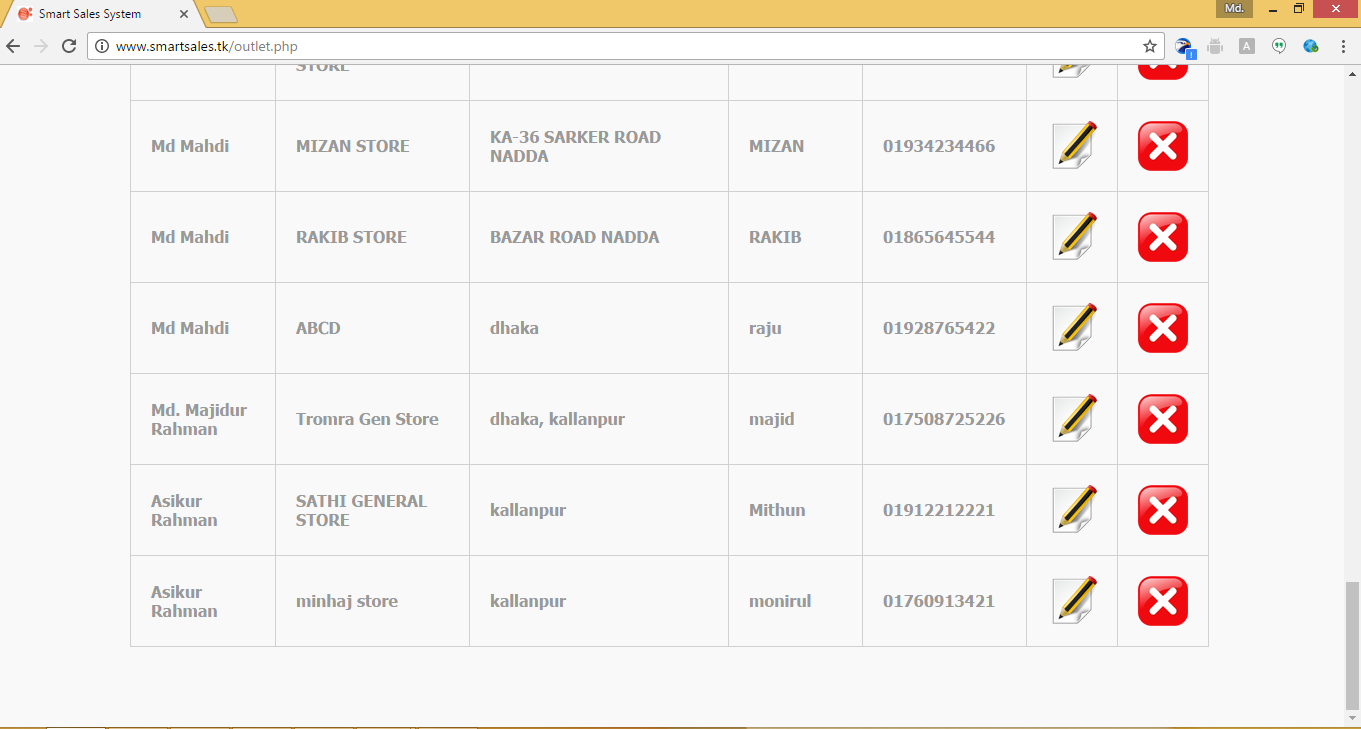 Smart Sales System
Md.
www.smartsales.tk/outlet.php
A
STORE
Md Mahdi
MIZAN STORE
KA-36 SARKER ROAD
NADDA
MIZAN
01934234466
Md Mahdi
RAKIB STORE
BAZAR ROAD NADDA
RAKIB
01865645544
Md Mahdi
ABCD
dhaka
raju
01928765422
Md. Majidur
Rahman
Tromra Gen Store
dhaka, kallanpur
majid
017508725226
Asikur
Rahman
SATHI GENERAL
STORE
kallanpur
Mithun
01912212221
Asikur
Rahman
minhaj store
kallanpur
monirul
01760913421